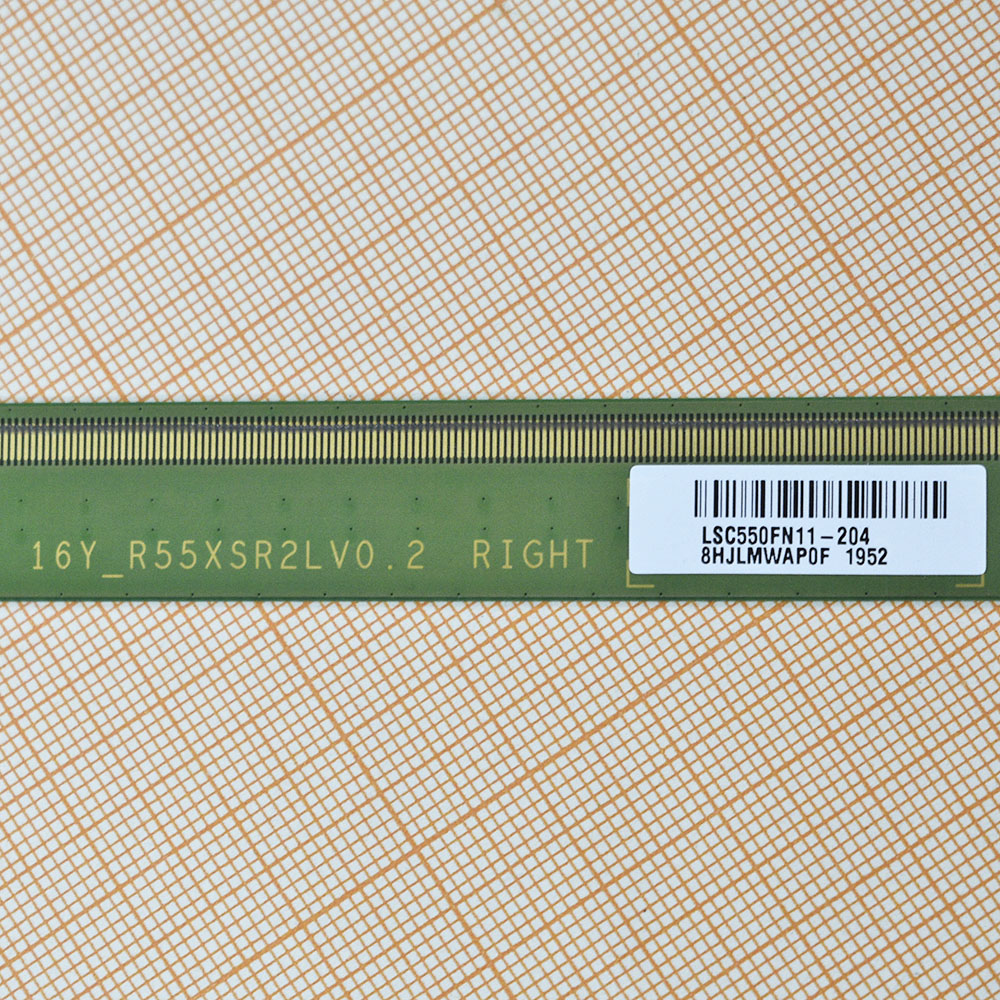 16Y_R55XSR2LV0.2 RIGHT
LSC550FN11-204
8HJLMWAP0F 1952